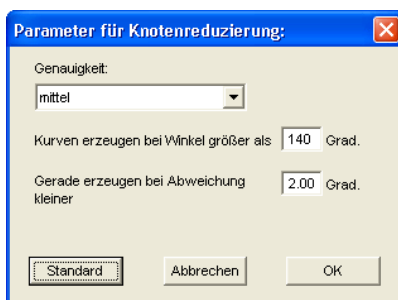 Parameter für Knotenreduzierung:
Genauigkeit:
mittel
Kurven erzeugen bei Winkel größer als 140 Grad.
Gerade erzeugen bei Abweichung 2.00 Grad.
kleiner
Standard Abbrechen OK